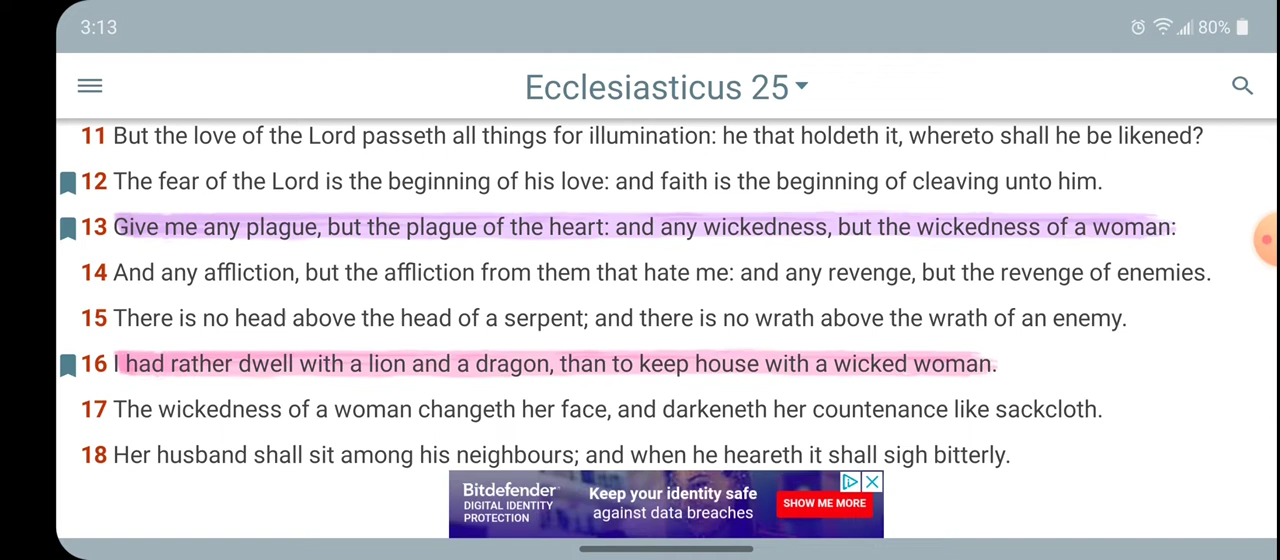 3:13
80%
Ecclesiasticus 25
11 But the love of the Lord passeth all things for illumination: he that holdeth it, whereto shall he be likened?
12 The fear of the Lord is the beginning of his love: and faith is the beginning of cleaving unto him.
13 Give me any plague, but the plague of the heart: and any wickedness, but the wickedness of a woman:
14 And any affliction, but the affliction from them that hate me: and any revenge, but the revenge of enemies.
15 There is no head above the head of a serpent; and there is no wrath above the wrath of an enemy.
16 I had rather dwell with a lion and a dragon, than to keep house with a wicked woman.
17 The wickedness of a woman changeth her face, and darkeneth her countenance like sackcloth.
18 Her husband shall sit among his neighbours; and when he heareth it shall sigh bitterly.
Bitdefender
DIGITAL IDENTITY
PROTECTION
Keep your identity safe
against data breaches
SHOW ME MORE